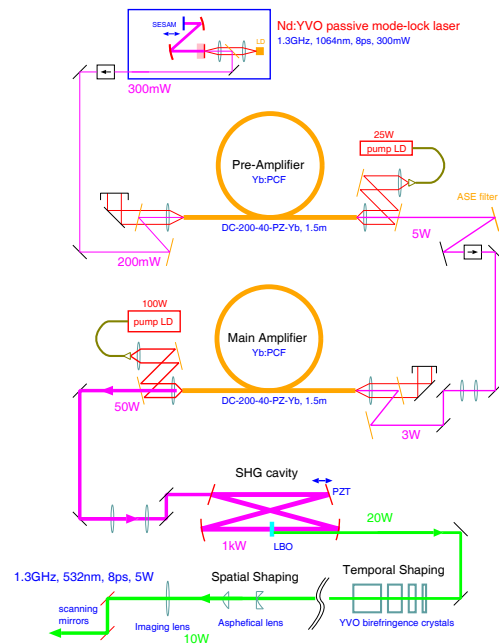 SESAM
LD
Nd:YVO passive mode-lock laser
1.3GHz, 1064nm, 8ps, 300mW
300mW
25W
pump LD
Pre-Amplifier
Yb:PCF
ASE filter
DC-200-40-PZ-Yb, 1.5m
5W
200mW
100W
pump LD
Main Amplifier
Yb:PCF
50W
DC-200-40-PZ-Yb, 1.5m
3W
SHG cavity
PZT
20W
1kW
LBO
1.3GHz, 532nm, 8ps, 5W
Spatial Shaping
Temporal Shaping
scanning
mirrors
Imaging lens
Asphefical lens
YVO birefringence crystals
10W